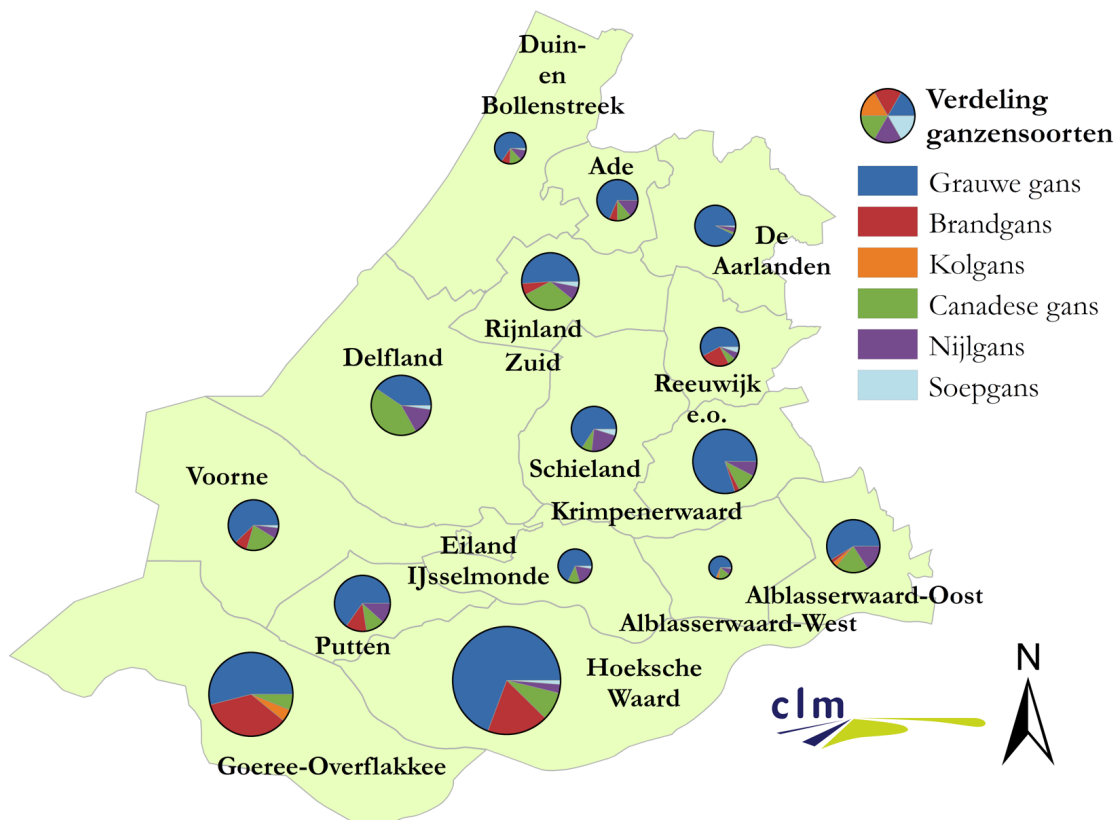 Duin-
en
Bollenstreek
Verdeling
ganzensoorten
Ade
Grauwe gans
Brandgans
De
Aarlanden
Kolgans
Canadese gans
Rijnland
Zuid
Nijlgans
Delfland
Soepgans
Reeuwijk
e.o.
Schieland
Voorne
Krimpenerwaard
Eiland
IJsselmonde
Alblasserwaard-Oost
Alblasserwaard-West
Putten
Hoeksche
Waard
N
clm
Goeree-Overflakkee